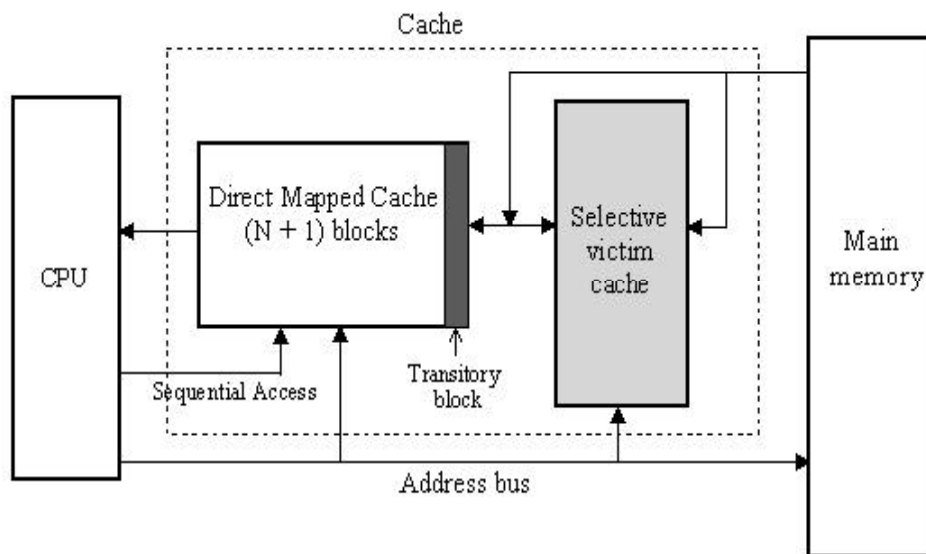 Cache
Direct Mapped Cache
(N + 1) blocks
Selective
victim
cache
Main
memory
CPU
Sequential Access
Transitory
block
Address bus